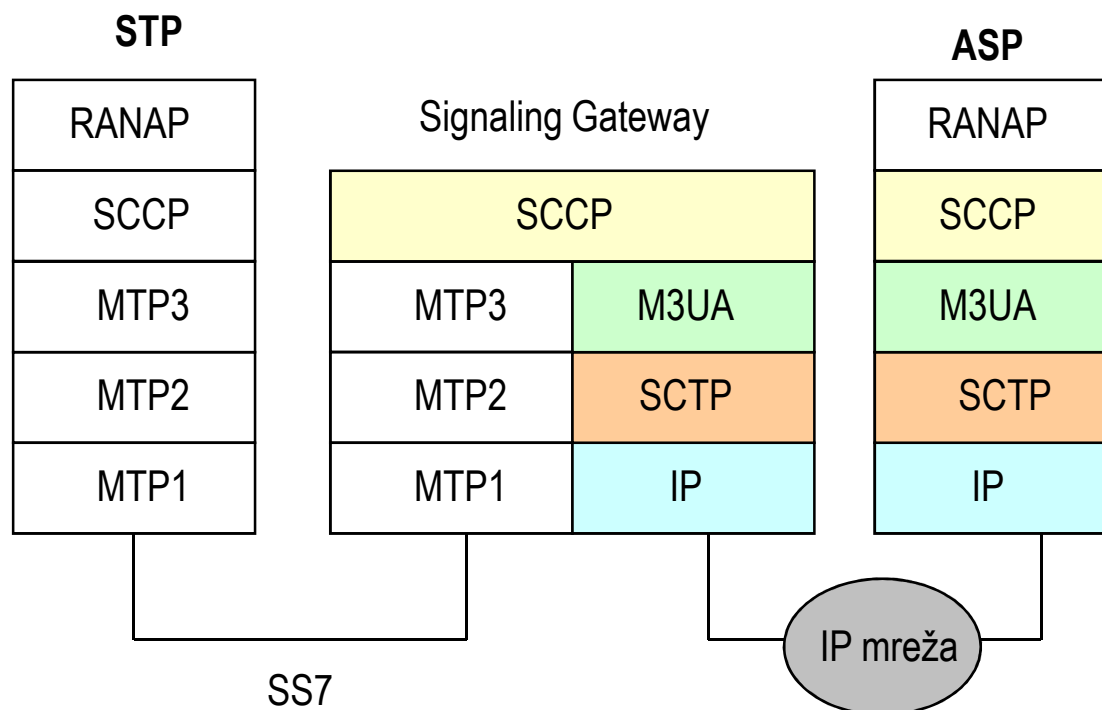 STP
ASP
Signaling Gateway
RANAP
RANAP
SCCP
SCCP
SCCP
MTP3
MTP3
M3UA
M3UA
MTP2
MTP2
SCTP
SCTP
MTP1
MTP1
IP
IP
SS7
IP mreža